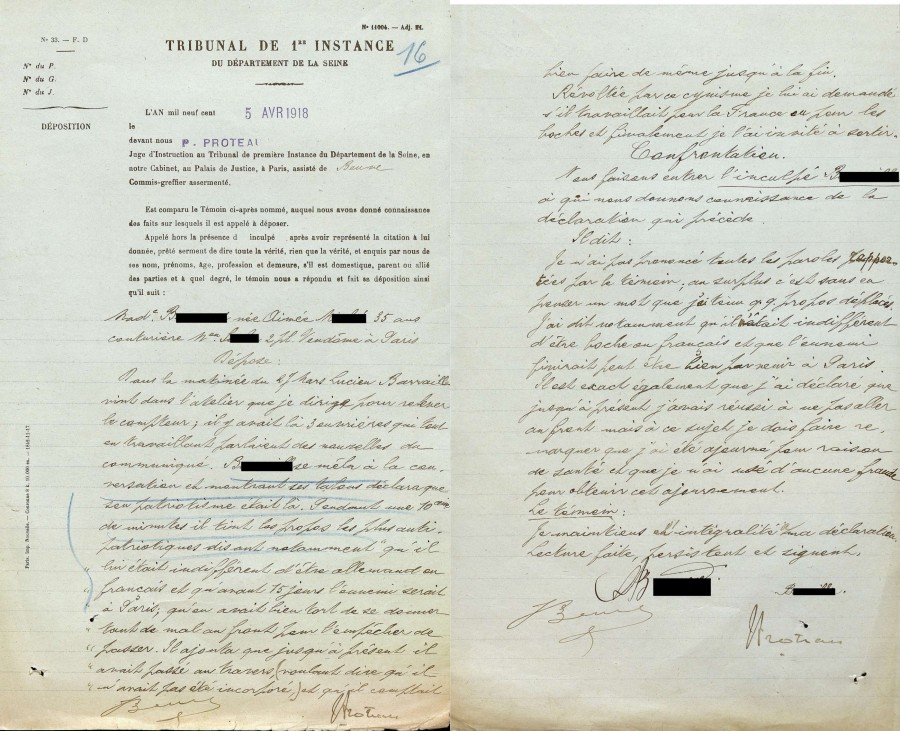 Nº 11004. — Adj. M.
Nº 33. — F. D
TRIBUNAL DE 1RE INSTANCE
16
DU DÉPARTEMENT DE LA SEINE
Nº du P.
Nº du G.
Nº du J.
L'AN mil neuf cent 5 AVR 1918
DÉPOSITION
le
devant nous P. PROTEAU
Juge d'Instruction au Tribunal de première Instance du Département de la Seine, en
notre Cabinet, au Palais de Justice, à Paris, assisté de
Commis-greffier assermenté.
Est comparu le Témoin ci-après nommé, auquel nous avons donné connaissance
des faits sur lesquels il est appelé à déposer.
Appelé hors la présence d inculpé , après avoir représenté la citation à lui
donnée, prêté serment de dire toute la vérité, rien que la vérité, et enquis par nous de
ses nom, prénoms, âge, profession et demeure, s'il est domestique, parent ou allié
des parties et à quel degré, le témoin nous a répondu et fait sa déposition ainsi
qu'il suit :
Mad. B née Aimée M 35 ans
couturière Mon 2 pl. Vendôme à Paris
Dépose :
Dans la matinée du 27 Mars Lucien Barraille
vint dans l'atelier que je dirige pour relever
le compteur ; il y avait là 3 ouvrières qui tout
en travaillant parlaient des nouvelles du
communiqué. B se mêla à la con-
versation et montrant ses talons déclara que
son patriotisme était là. Pendant une 10aine
de minutes il tint les propos les plus anti-
patriotiques disant notamment " qu'il
lui était indifférent d'être allemand ou
" français et qu'avant 15 jours l'ennemi serait
" à Paris, qu'on avait bien tort de se donner
" tant de mal au front pour l'empêcher de
" passer. Il ajouta que jusqu'à présent il
" avait passé au travers, (voulant dire qu'il
" n'avait pas été incorporé) et qu'il comptait
bien faire de même jusqu'à la fin.
Révoltée par ce cynisme je lui ai demandé
s'il travaillait pour la France ou pour les
boches et finalement je l'ai invité à sortir.
Confrontation.
Nous faisons entrer l'inculpé B
à qui nous donnons connaissance de la
déclaration qui précède.
Il dit :
Je n'ai pas prononcé toutes les paroles rappor-
tées par le témoin ; au surplus c'est sans en
penser un mot que j'ai tenu q.q. propos déplacés.
J'ai dit notamment qu'il était indifférent
d'être boche ou français et que l'ennemi
finirait peut être bien par venir à Paris
Il est exact également que j'ai déclaré que
jusqu'à présent j'avais réussi à ne pas aller
au front mais à ce sujet je dois faire re-
marquer que j'ai été ajourné pour raison
de santé et que je n'ai usé d'aucune fraude
pour obtenir cet ajournement.
Le témoin :
Je maintiens en intégralité ma déclaration
Lecture faite, persistent et signent.